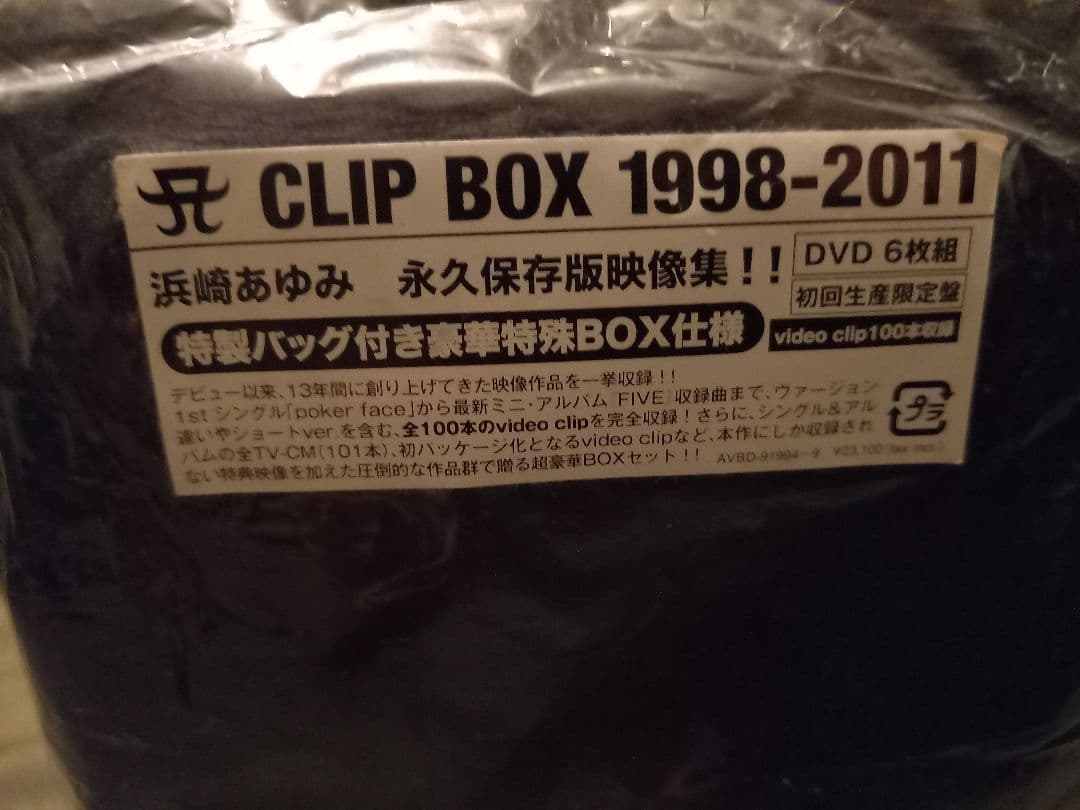 CLIP BOX 1998-2011
浜崎あゆみ 永久保存版映像集!!
DVD 6枚組
初回生産限定盤
特製バッグ付き豪華特殊BOX仕様
video clip100本収録
デビュー以来、13年間に創り上げてきた映像作品を一挙収録!!
1st シングル「poker face」から最新ミニ・アルバム「FIVE」収録曲まで、ヴァージョン
違いやショートver.を含む、全100本のvideo clipを完全収録!さらに、シングル&アル
バムの全TV-CM(101本)、初パッケージ化となるvideo clipなど、本作にしか収録され
ない特典映像を加えた圧倒的な作品群で贈る超豪華BOXセット!!
AVBD-91994~9 ¥23,100(tax incl.)
プラ